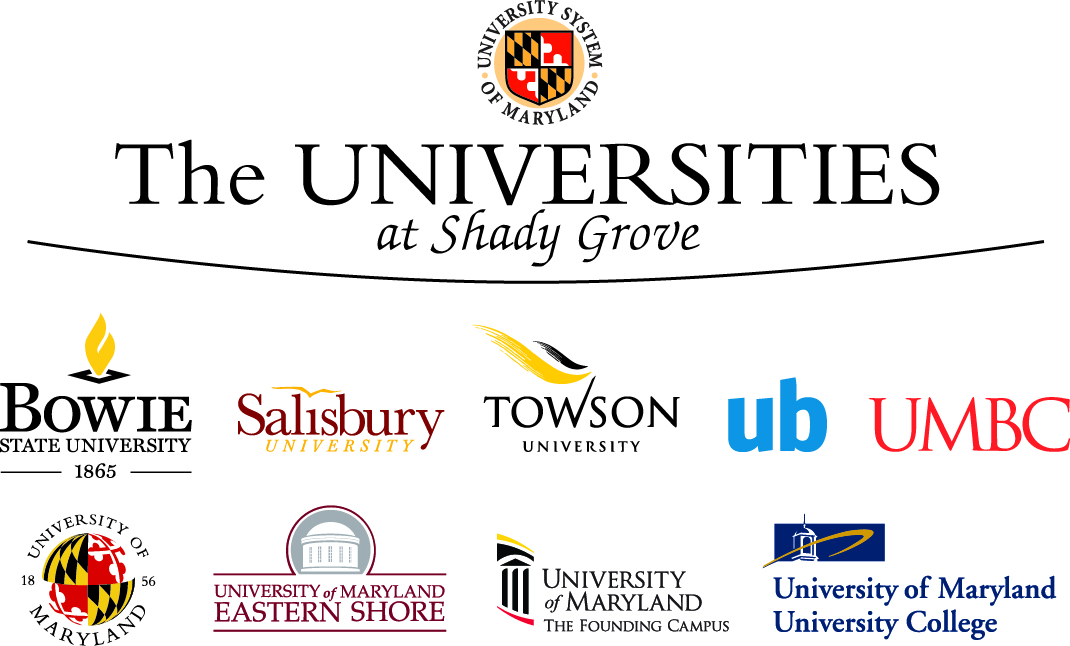 UNIVERSITY SYSTEM
OF MARYLAND
The UNIVERSITIES
at Shady Grove
BOWIE
STATE UNIVERSITY
1865
Salisbury
UNIVERSITY
TOWSON
UNIVERSITY
ub
UMBC
UNIVERSITY OF
18 56
MARYLAND
UNIVERSITY of MARYLAND
EASTERN SHORE
UNIVERSITY
of MARYLAND
THE FOUNDING CAMPUS
University of Maryland
University College